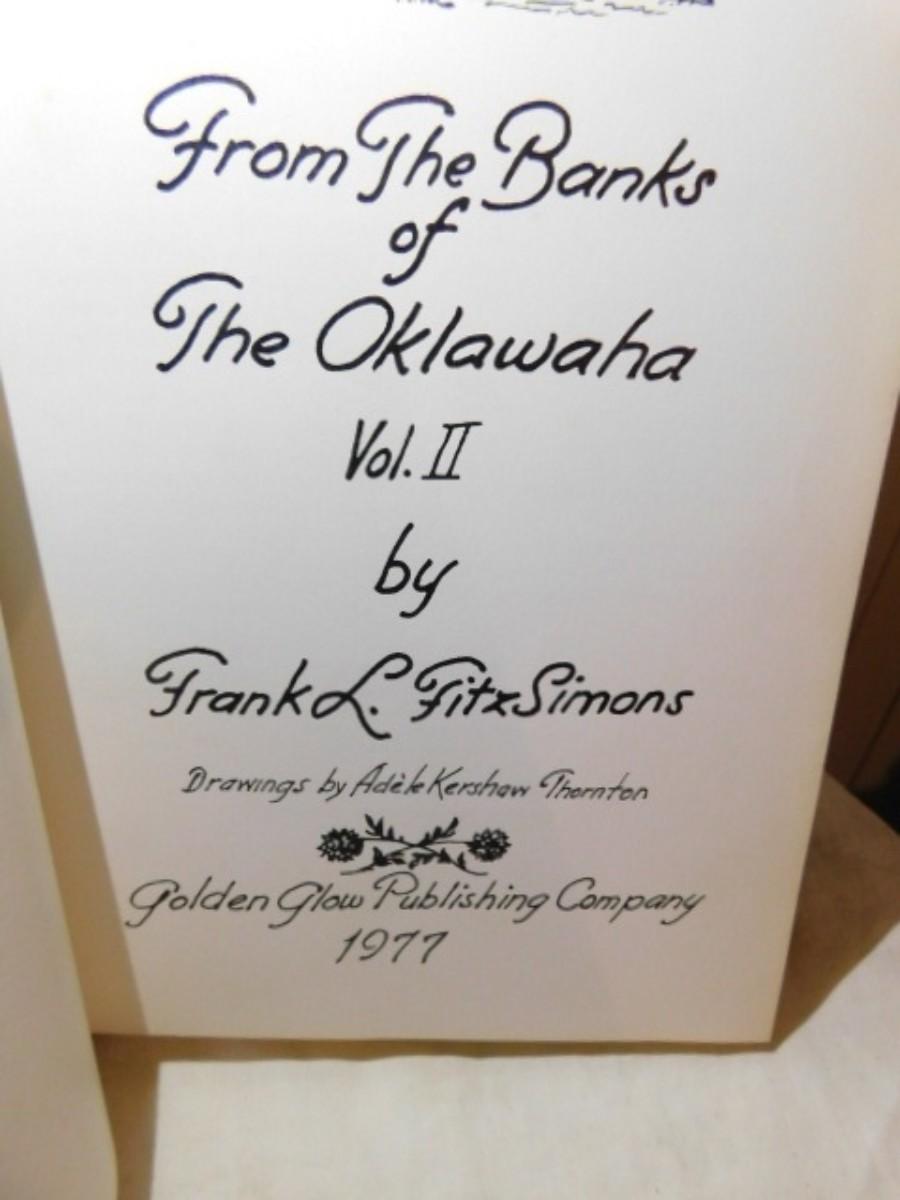 From The Banks
of
The Oklawaha
Vol. II
by
Frank L. FitzSimons
Drawings by Adèle Kershaw Thornton
Golden Glow Publishing Company
1977